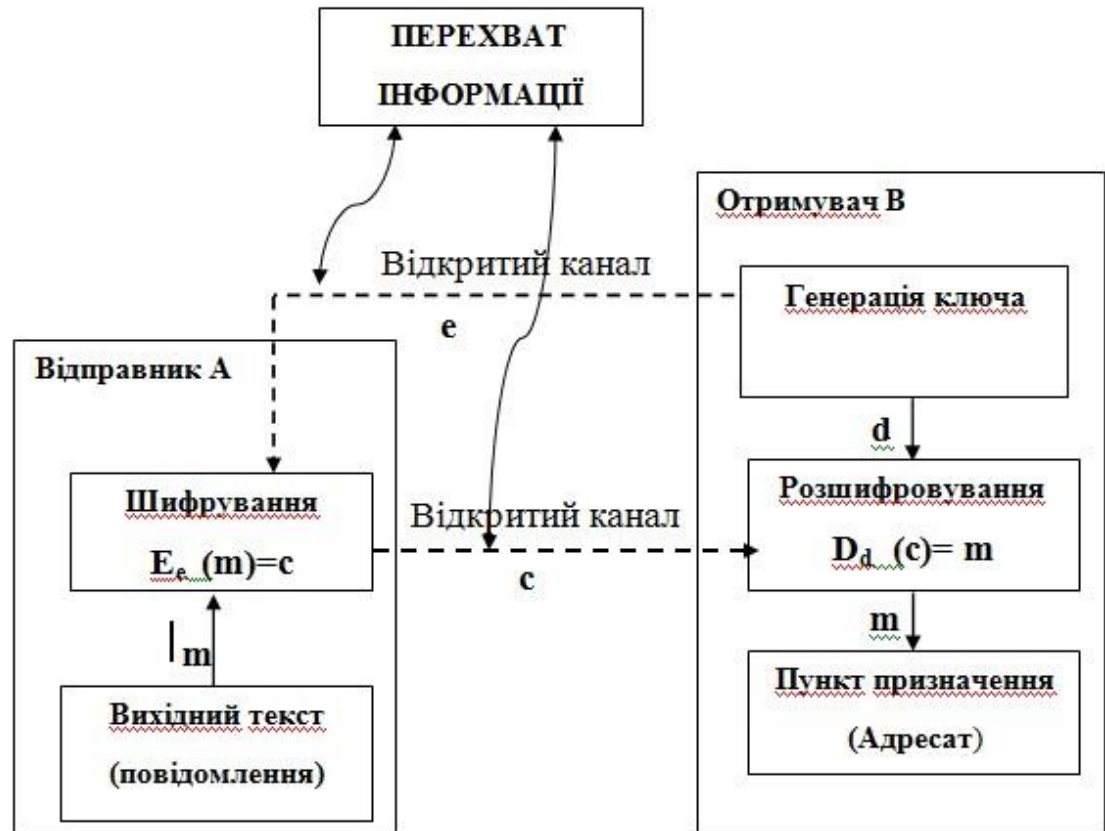 ПЕРЕХВАТ
ІНФОРМАЦІЇ
Отримувач В
Відкритий канал
Генерація ключа
e
Відправник А
d
Шифрування
Розшифровування
Відкритий канал
Eₑ (m)=c
D_d (c)= m
c
m
m
Вихідний текст
Пункт призначення
(повідомлення)
(Адресат)